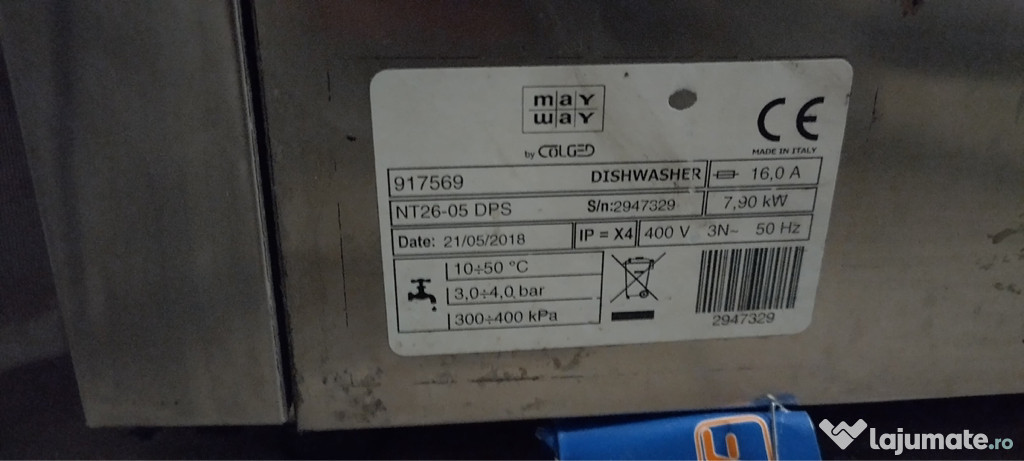 may
way
by COLGED
CE
MADE IN ITALY
917569 DISHWASHER 16,0 A
NT26-05 DPS S/n:2947329 7,90 kW
Date: 21/05/2018 IP = X4 400 V 3N~ 50 Hz
10÷50 °C
3,0÷4,0 bar
300÷400 kPa
2947329
lajumate.ro